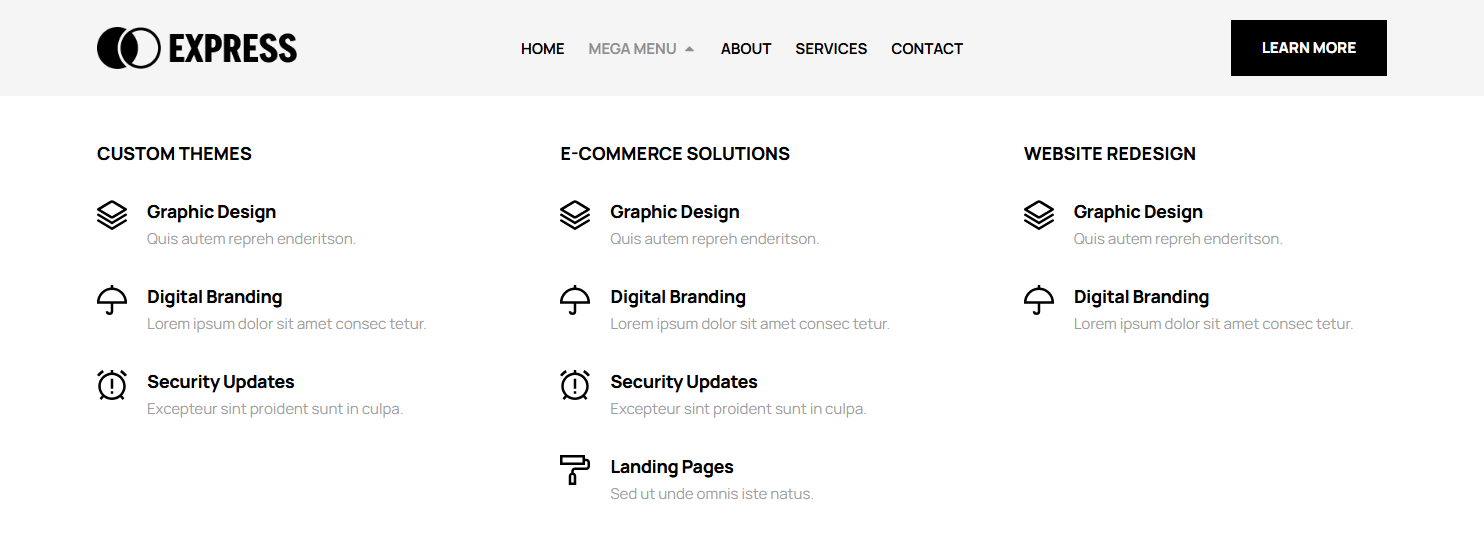 EXPRESS
HOME MEGA MENU ABOUT SERVICES CONTACT
LEARN MORE
CUSTOM THEMES
Graphic Design
Quis autem repreh enderitson.
Digital Branding
Lorem ipsum dolor sit amet consec tetur.
Security Updates
Excepteur sint proident sunt in culpa.
E-COMMERCE SOLUTIONS
Graphic Design
Quis autem repreh enderitson.
Digital Branding
Lorem ipsum dolor sit amet consec tetur.
Security Updates
Excepteur sint proident sunt in culpa.
Landing Pages
Sed ut unde omnis iste natus.
WEBSITE REDESIGN
Graphic Design
Quis autem repreh enderitson.
Digital Branding
Lorem ipsum dolor sit amet consec tetur.